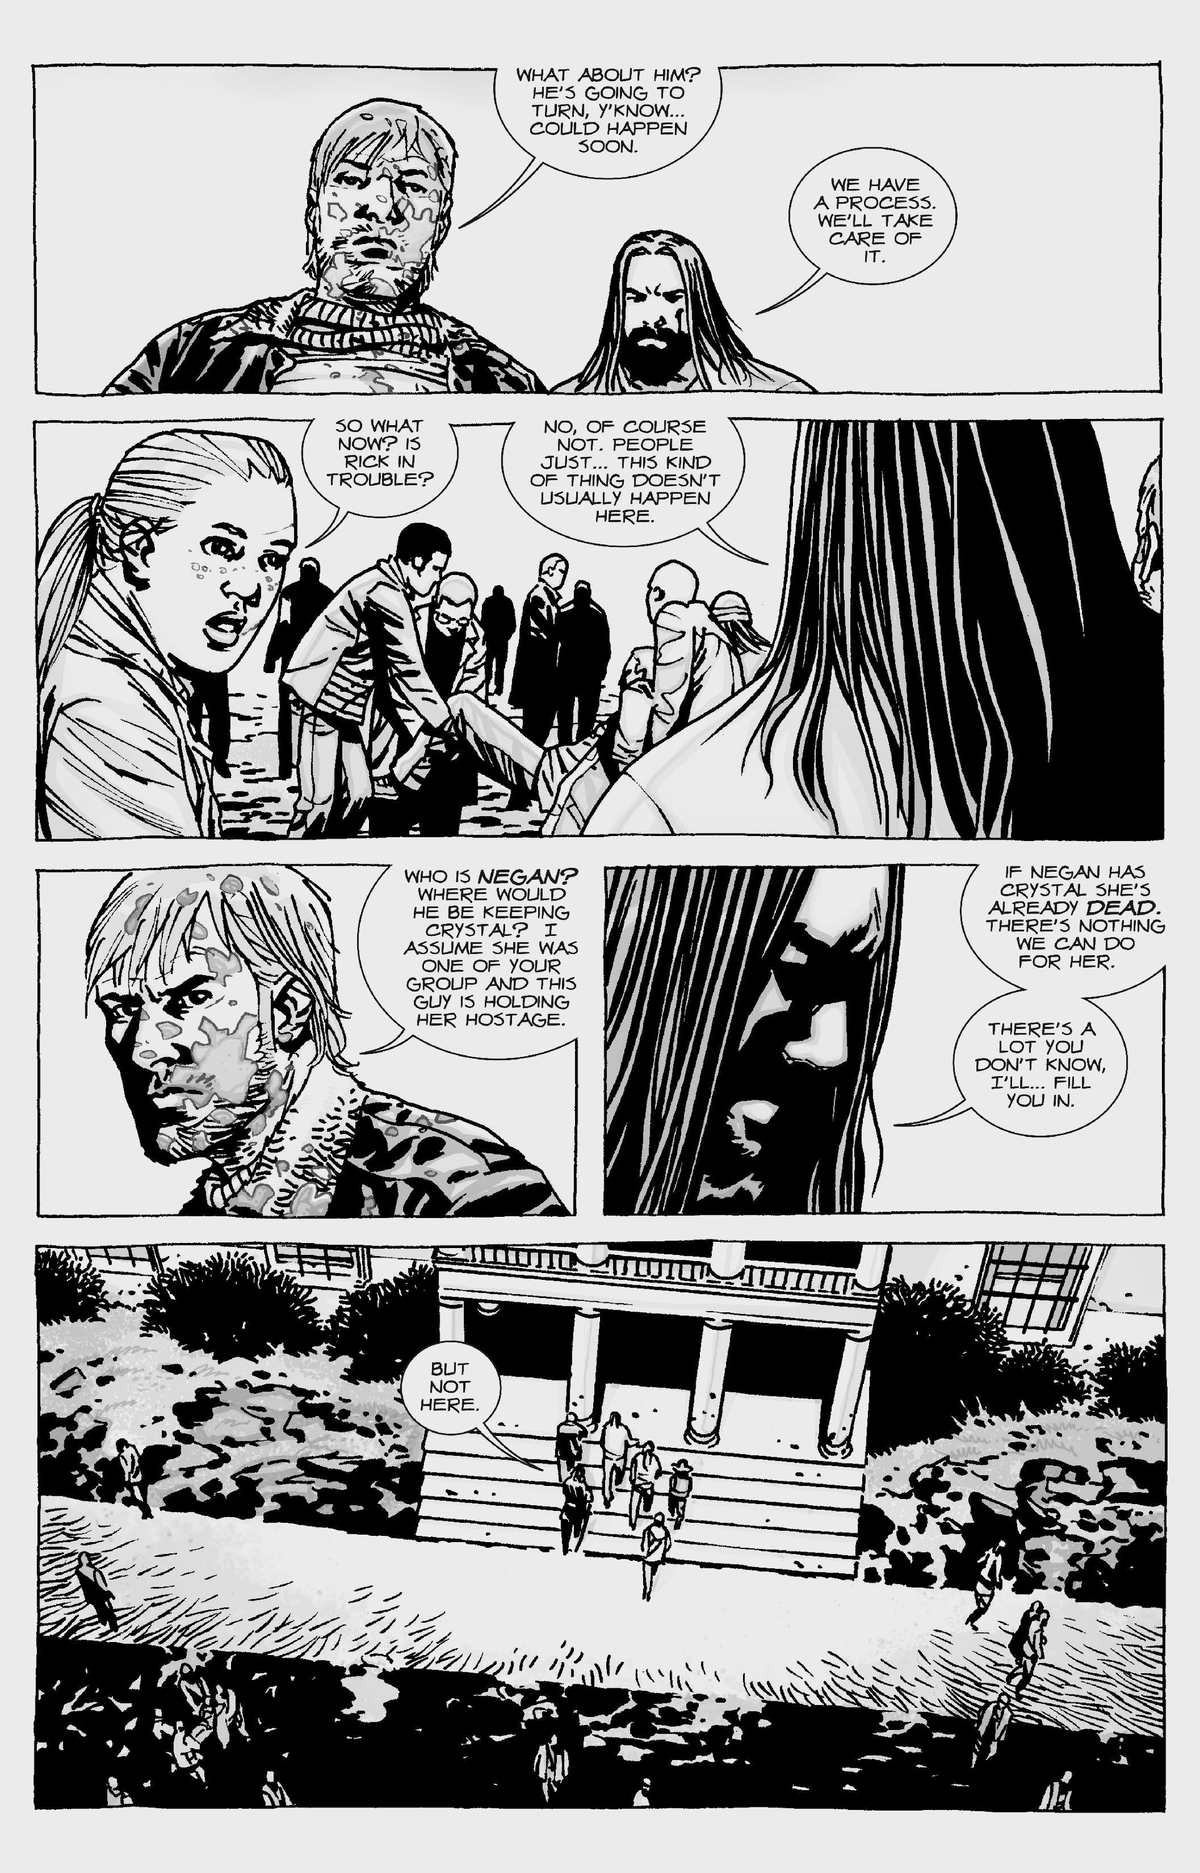 WHAT ABOUT HIM?
HE'S GOING TO
TURN, Y'KNOW...
COULD HAPPEN
SOON.
WE HAVE
A PROCESS.
WE'LL TAKE
CARE OF
IT.
SO WHAT
NOW? IS
RICK IN
TROUBLE?
NO, OF COURSE
NOT. PEOPLE
JUST... THIS KIND
OF THING DOESN'T
USUALLY HAPPEN
HERE.
WHO IS NEGAN?
WHERE WOULD
HE BE KEEPING
CRYSTAL? I
ASSUME SHE WAS
ONE OF YOUR
GROUP AND THIS
GUY IS HOLDING
HER HOSTAGE.
IF NEGAN HAS
CRYSTAL SHE'S
ALREADY DEAD.
THERE'S NOTHING
WE CAN DO
FOR HER.
THERE'S A
LOT YOU
DON'T KNOW,
I'LL... FILL
YOU IN.
BUT
NOT
HERE.